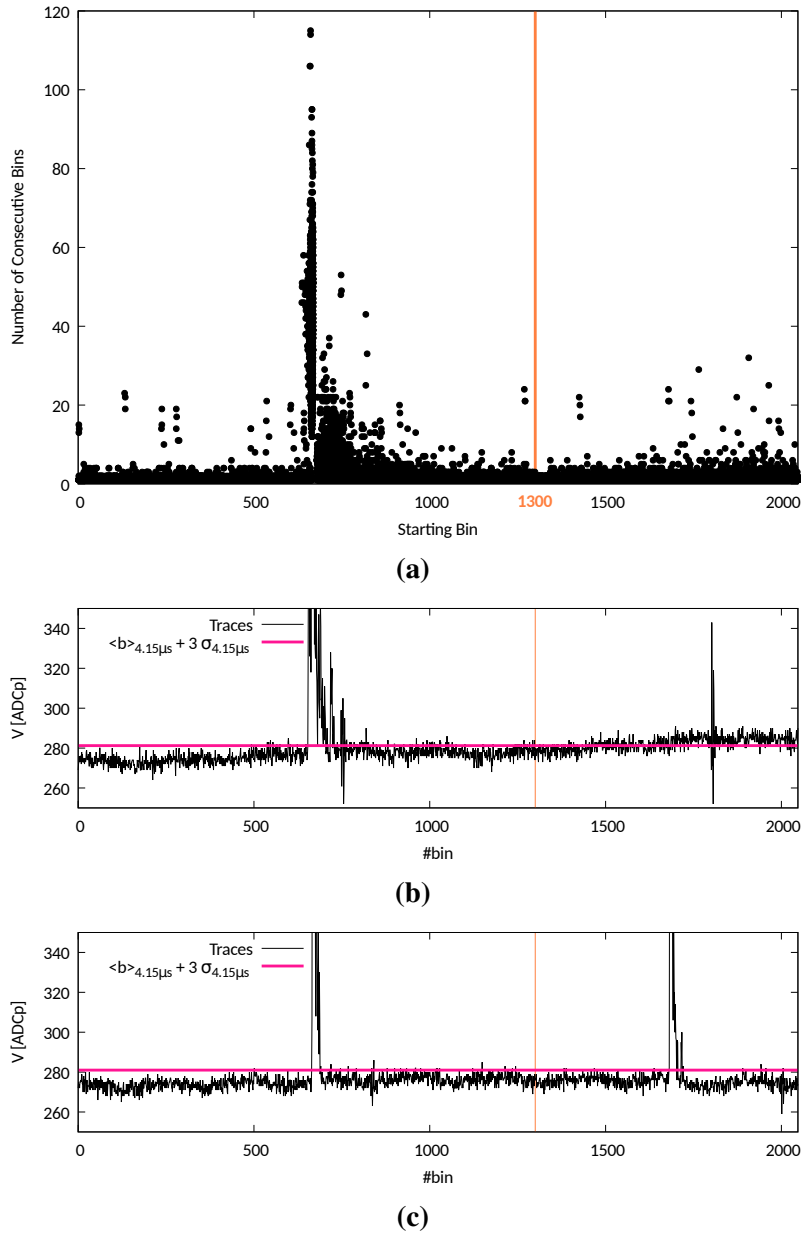 120
100
80
60
40
20
0
Number of Consecutive Bins
0 500 1000 1300 1500 2000
Starting Bin
(a)
340
320
300
280
260
V [ADCp]
Traces
<b>4.15μs + 3 σ4.15μs
0 500 1000 1500 2000
#bin
(b)
340
320
300
280
260
V [ADCp]
Traces
<b>4.15μs + 3 σ4.15μs
0 500 1000 1500 2000
#bin
(c)